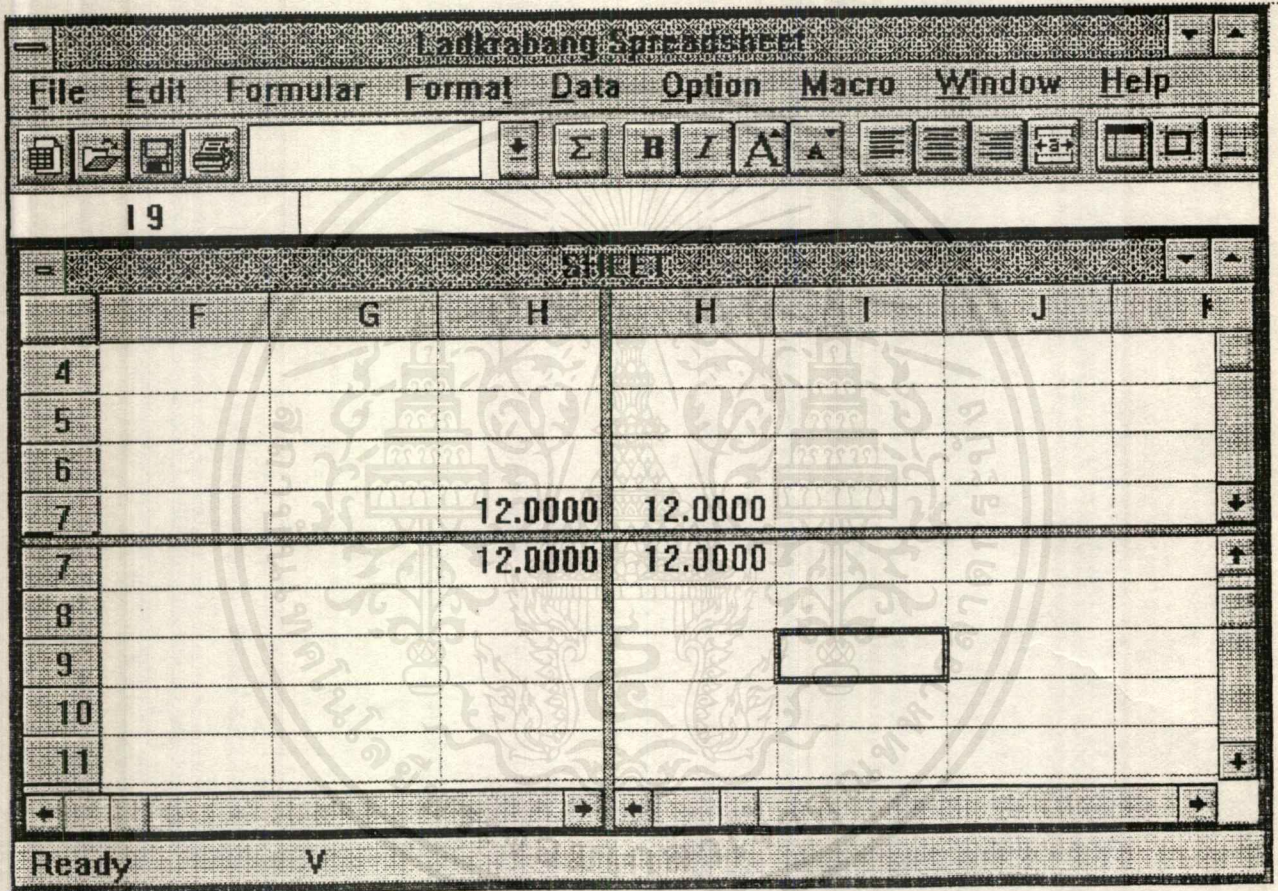 Ladkrabang Spreadsheet
File Edit Formular Format Data Option Macro Window Help
Σ B I A A a
I 9
SHEET
F G H H I J
4
5
6
7 12.0000 12.0000
7 12.0000 12.0000
8
9
10
11
Ready V